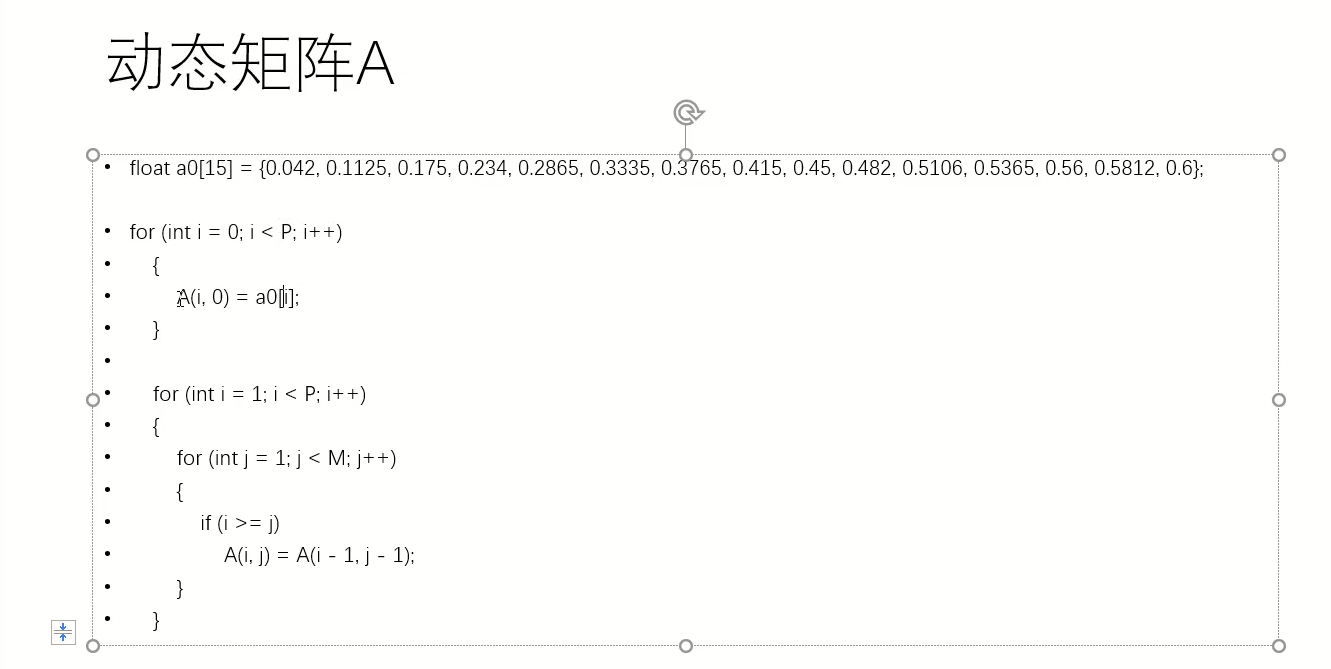 动态矩阵A
• float a0[15] = {0.042, 0.1125, 0.175, 0.234, 0.2865, 0.3335, 0.3765, 0.415, 0.45, 0.482, 0.5106, 0.5365, 0.56, 0.5812, 0.6};
• for (int i = 0; i < P; i++)
• {
• A(i, 0) = a0[i];
• }
•
• for (int i = 1; i < P; i++)
• {
• for (int j = 1; j < M; j++)
• {
• if (i >= j)
• A(i, j) = A(i - 1, j - 1);
• }
• }